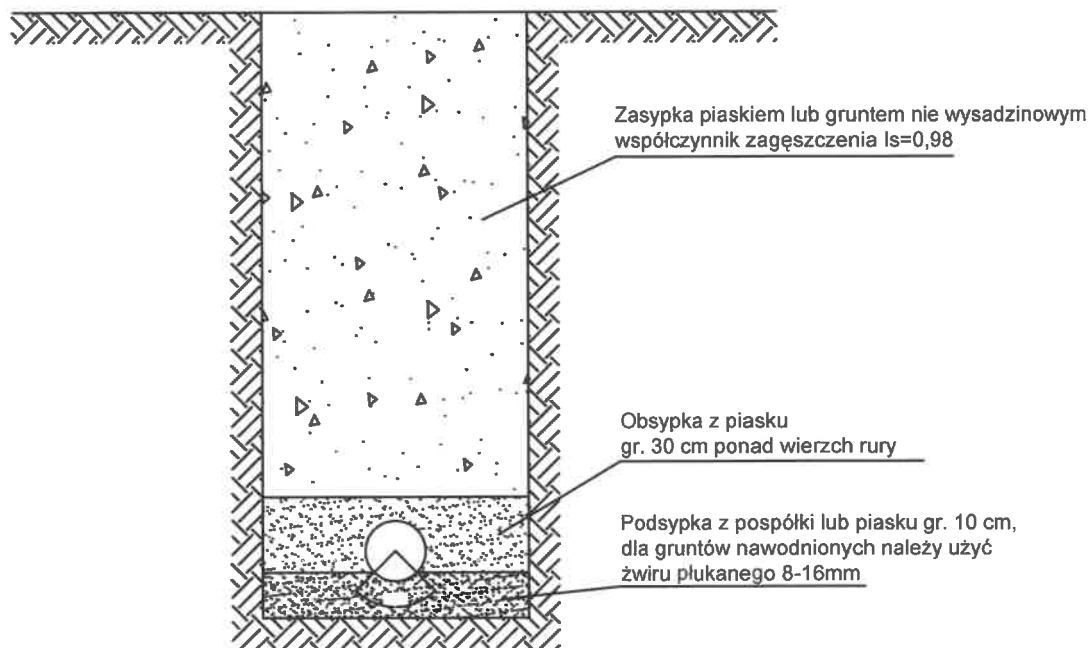 Zasypka piaskiem lub gruntem nie wysadzinowym
współczynnik zagęszczenia Is=0,98
Obsypka z piasku
gr. 30 cm ponad wierzch rury
Podsypka z pospółki lub piasku gr. 10 cm,
dla gruntów nawodnionych należy użyć
żwiru płukanego 8-16mm